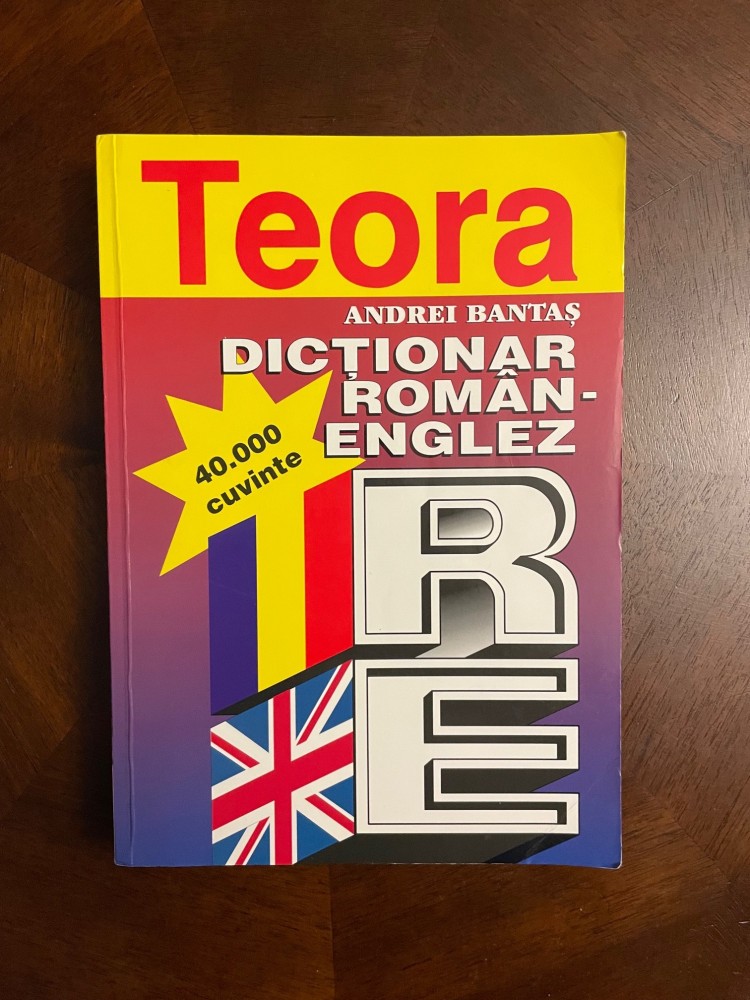 Teora
ANDREI BANTAȘ
DICȚIONAR
ROMÂN-
ENGLEZ
40.000
cuvinte
R
E